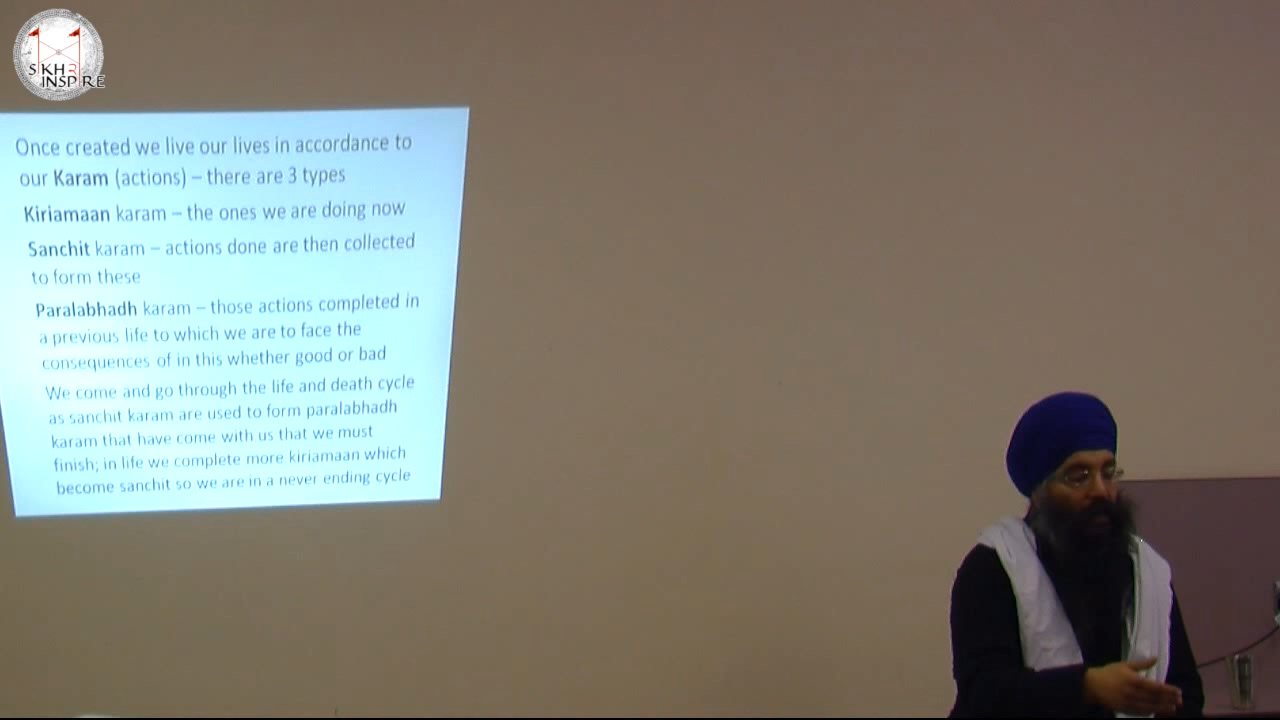 SIKH2
INSPIRE
Once created we live our lives in accordance to
our Karam (actions) – there are 3 types
Kiriamaan karam – the ones we are doing now
Sanchit karam – actions done are then collected
to form these
Paralabhadh karam – those actions completed in
a previous life to which we are to face the
consequences of in this whether good or bad
We come and go through the life and death cycle
as sanchit karam are used to form paralabhadh
karam that have come with us that we must
finish; in life we complete more kiriamaan which
become sanchit so we are in a never ending cycle